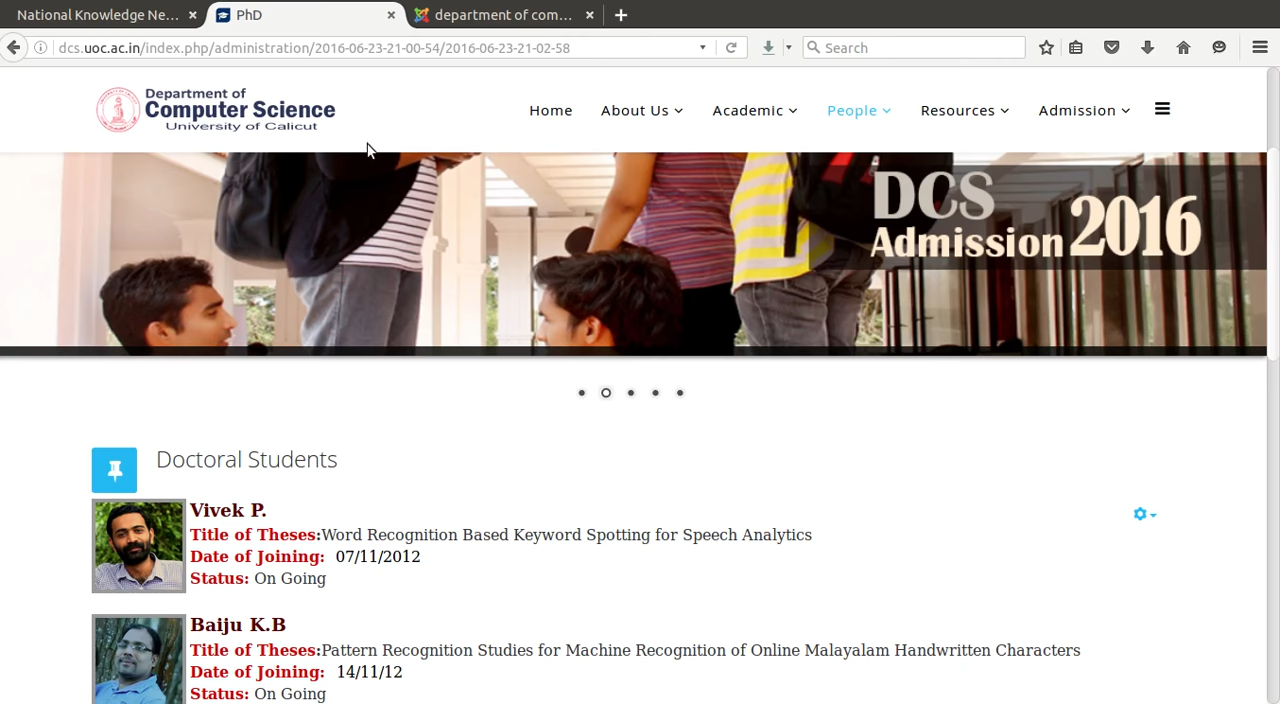 National Knowledge Ne...
PhD
department of com...
dcs.uoc.ac.in/index.php/administration/2016-06-23-21-00-54/2016-06-23-21-02-58
Search
Department of
Computer Science
University of Calicut
Home
About Us
Academic
People
Resources
Admission
DCS
Admission 2016
Doctoral Students
Vivek P.
Title of Theses:Word Recognition Based Keyword Spotting for Speech Analytics
Date of Joining: 07/11/2012
Status: On Going
Baiju K.B
Title of Theses:Pattern Recognition Studies for Machine Recognition of Online Malayalam Handwritten Characters
Date of Joining: 14/11/12
Status: On Going